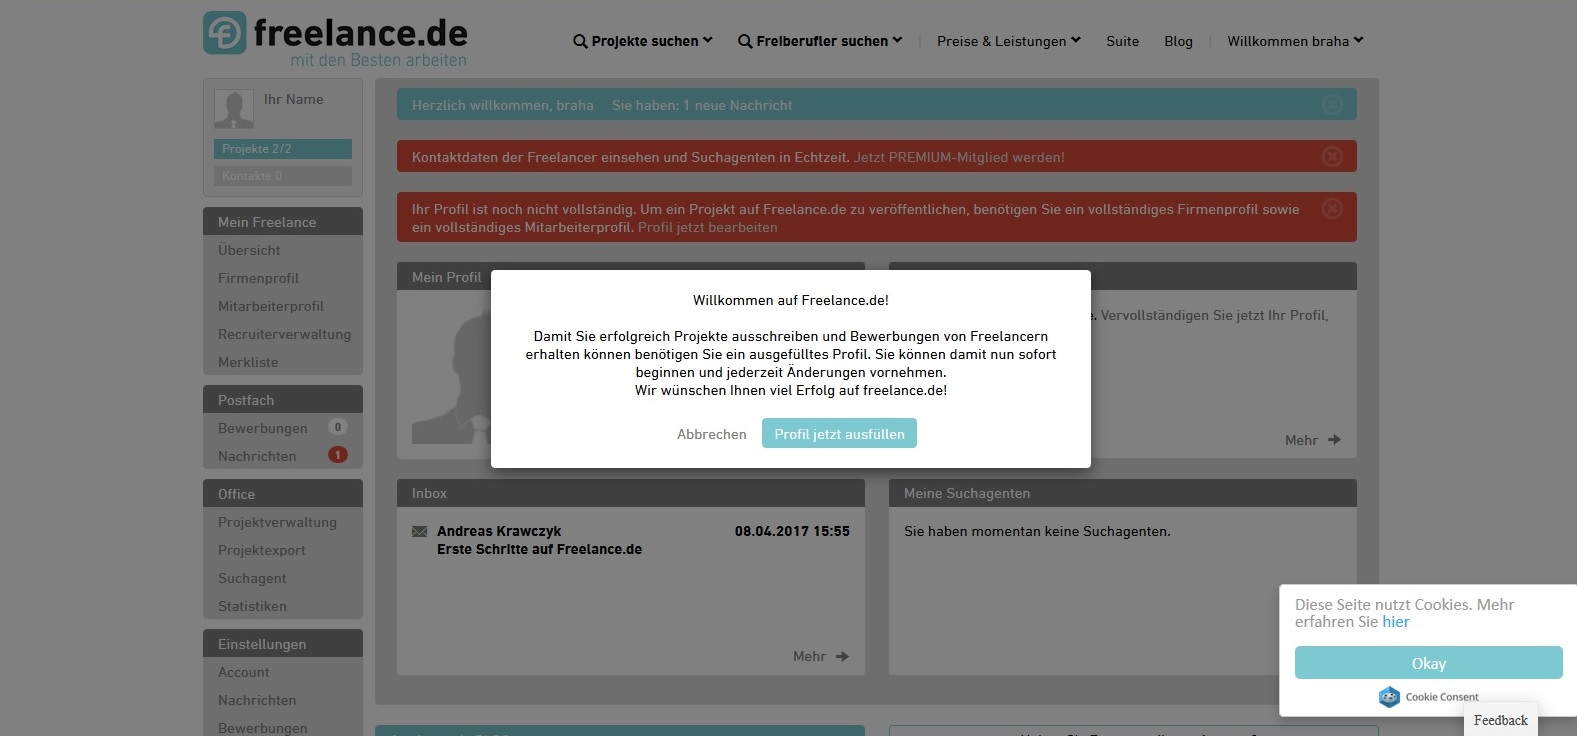 freelance.de
mit den Besten arbeiten
Projekte suchen
Freiberufler suchen
Preise & Leistungen
Suite
Blog
Willkommen braha
Ihr Name
Projekte 2/2
Kontakte 0
Mein Freelance
Übersicht
Firmenprofil
Mitarbeiterprofil
Recruiterverwaltung
Merkliste
Postfach
Bewerbungen 0
Nachrichten 1
Office
Projektverwaltung
Projektexport
Suchagent
Statistiken
Einstellungen
Account
Nachrichten
Bewerbungen
Herzlich willkommen, braha Sie haben: 1 neue Nachricht
Kontaktdaten der Freelancer einsehen und Suchagenten in Echtzeit. Jetzt PREMIUM-Mitglied werden!
Ihr Profil ist noch nicht vollständig. Um ein Projekt auf Freelance.de zu veröffentlichen, benötigen Sie ein vollständiges Firmenprofil sowie
ein vollständiges Mitarbeiterprofil. Profil jetzt bearbeiten
Mein Profil
e. Vervollständigen Sie jetzt Ihr Profil,
Mehr
Willkommen auf Freelance.de!
Damit Sie erfolgreich Projekte ausschreiben und Bewerbungen von Freelancern
erhalten können benötigen Sie ein ausgefülltes Profil. Sie können damit nun sofort
beginnen und jederzeit Änderungen vornehmen.
Wir wünschen Ihnen viel Erfolg auf freelance.de!
Abbrechen
Profil jetzt ausfüllen
Inbox
Andreas Krawczyk 08.04.2017 15:55
Erste Schritte auf Freelance.de
Mehr
Meine Suchagenten
Sie haben momentan keine Suchagenten.
Diese Seite nutzt Cookies. Mehr
erfahren Sie hier
Okay
Cookie Consent
Feedback